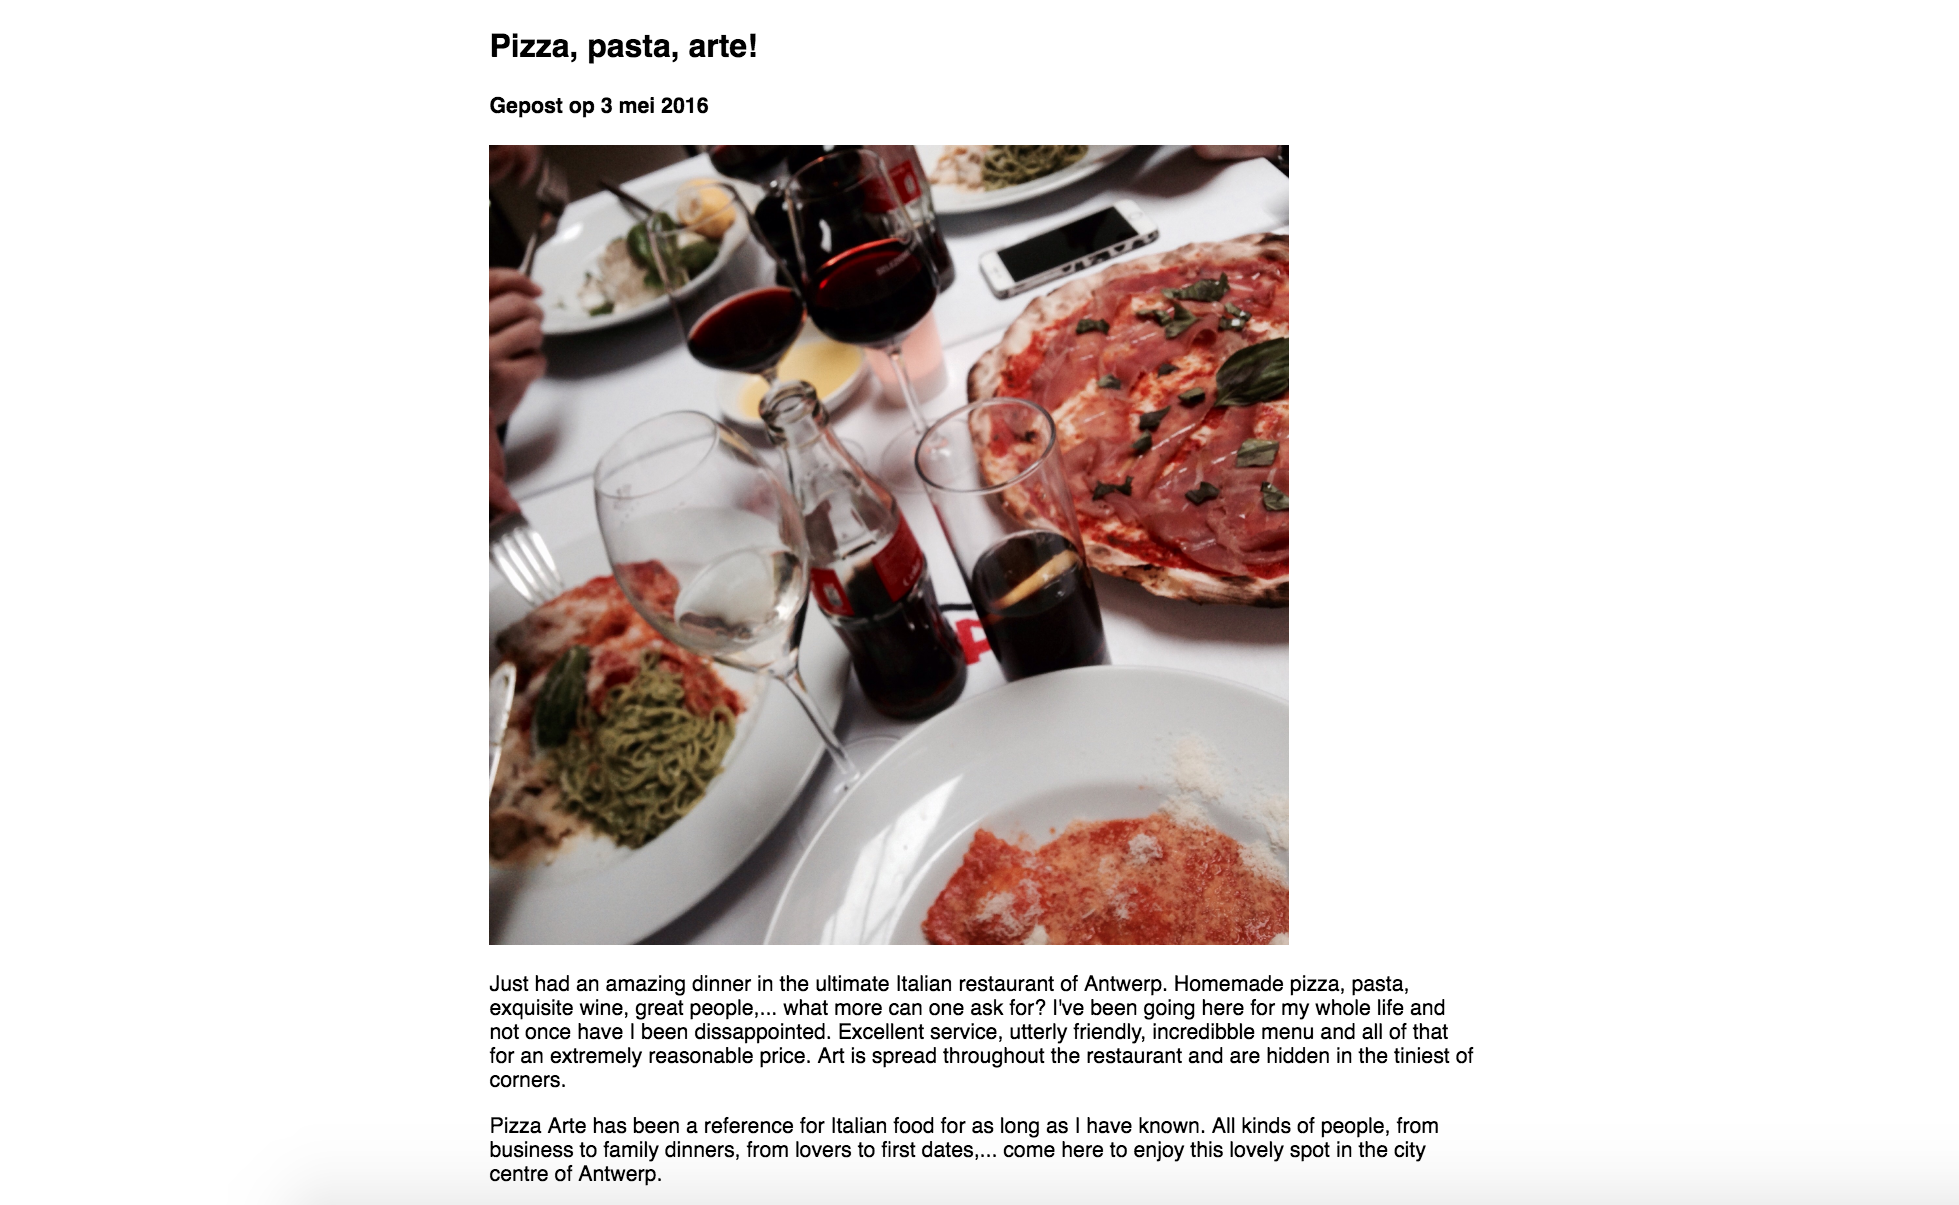 Pizza, pasta, arte!
Gepost op 3 mei 2016
Just had an amazing dinner in the ultimate Italian restaurant of Antwerp. Homemade pizza, pasta,
exquisite wine, great people,... what more can one ask for? I've been going here for my whole life and
not once have I been dissappointed. Excellent service, utterly friendly, incredibble menu and all of that
for an extremely reasonable price. Art is spread throughout the restaurant and are hidden in the tiniest of
corners.
Pizza Arte has been a reference for Italian food for as long as I have known. All kinds of people, from
business to family dinners, from lovers to first dates,... come here to enjoy this lovely spot in the city
centre of Antwerp.